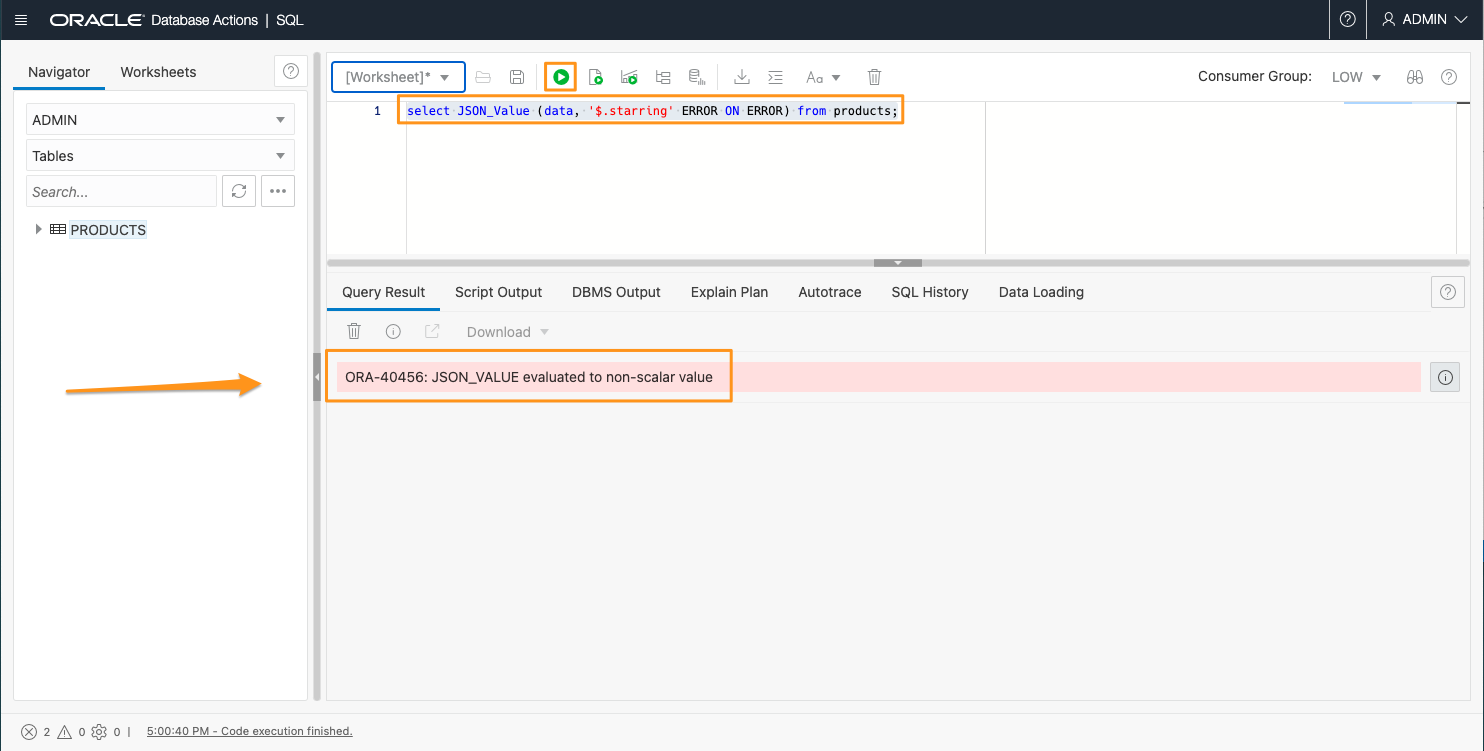 ORACLE Database Actions | SQL
ADMIN
Navigator Worksheets
ADMIN
Tables
Search...
PRODUCTS
[Worksheet]*
Aa
Consumer Group: LOW
1 select JSON_Value (data, '$.starring' ERROR ON ERROR) from products;
Query Result Script Output DBMS Output Explain Plan Autotrace SQL History Data Loading
Download
ORA-40456: JSON_VALUE evaluated to non-scalar value
2 0 0 | 5:00:40 PM - Code execution finished.